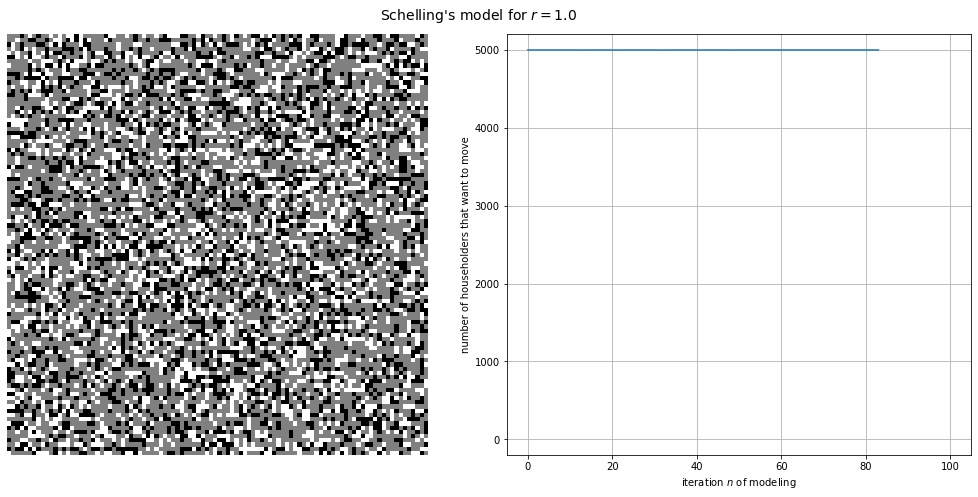 Schelling's model for r = 1.0
5000
4000
3000
2000
1000
0
number of householders that want to move
0 20 40 60 80 100
iteration n of modeling